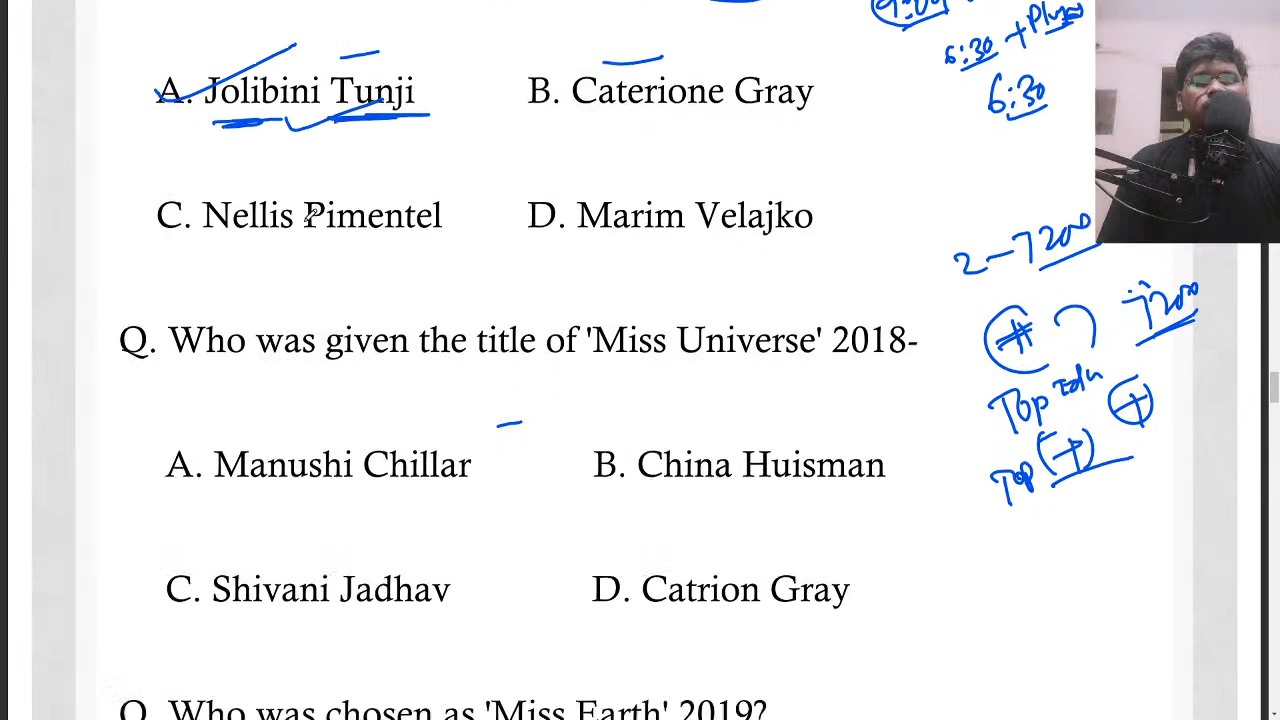 9:00
6:30 + Plus
6:30
A. Jolibini Tunji B. Caterione Gray
C. Nellis Pimentel D. Marim Velajko
2-7200
Q. Who was given the title of 'Miss Universe' 2018-
7200
Top
A. Manushi Chillar B. China Huisman
Top (+)
C. Shivani Jadhav D. Catrion Gray
Q. Who was chosen as 'Miss Earth' 2019?